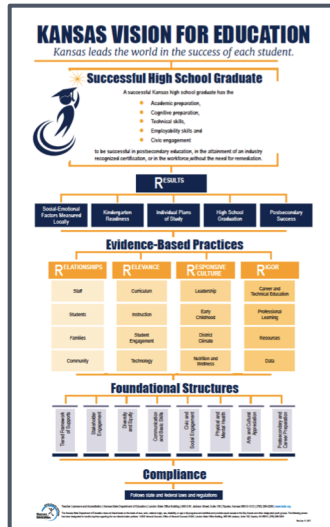 KANSAS VISION FOR EDUCATION
Kansas leads the world in the success of each student.
Successful High School Graduate
A successful Kansas high school graduate has the
Academic preparation,
Cognitive preparation,
Technical skills,
Employability skills and
Civic engagement
to be successful in postsecondary education, in the attainment of an industry
recognized certification, or in the workforce, without the need for remediation.
RESULTS
Social-Emotional
Factors Measured
Locally
Kindergarten
Readiness
Individual Plans
of Study
High School
Graduation
Postsecondary
Success
Evidence-Based Practices
RELATIONSHIPS
Staff
Students
Families
Community
RELEVANCE
Curriculum
Instruction
Student
Engagement
Technology
RESPONSIVE
CULTURE
Leadership
Early
Childhood
District
Climate
Nutrition and
Wellness
RIGOR
Career and
Technical Education
Professional
Learning
Resources
Data
Foundational Structures
Tiered Framework
of Supports
Stakeholder
Engagement
Diversity
and Equity
Communication
and Basic Skills
Civic and
Social Engagement
Physical and
Mental Health
Arts and Cultural
Appreciation
Postsecondary and
Career Preparation
Compliance
Follows state and federal laws and regulations